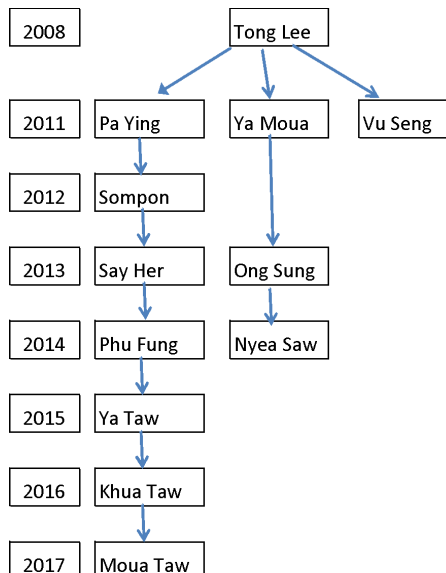 2008 Tong Lee
2011 Pa Ying Ya Moua Vu Seng
2012 Sompon
2013 Say Her Ong Sung
2014 Phu Fung Nyea Saw
2015 Ya Taw
2016 Khua Taw
2017 Moua Taw